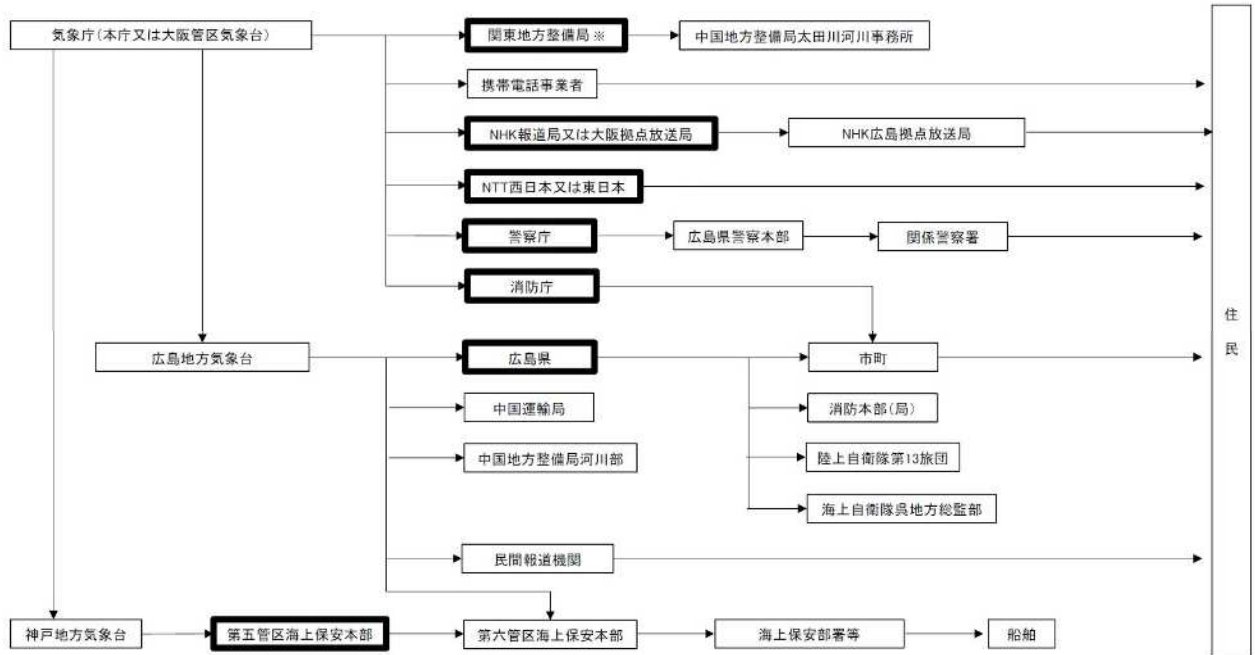 気象庁(本庁又は大阪管区気象台)
関東地方整備局※
中国地方整備局太田川河川事務所
携帯電話事業者
NHK報道局又は大阪拠点放送局
NHK広島拠点放送局
NTT西日本又は東日本
警察庁
広島県警察本部
関係警察署
消防庁
広島地方気象台
広島県
市町
中国運輸局
消防本部(局)
中国地方整備局河川部
陸上自衛隊第13旅団
海上自衛隊呉地方総監部
民間報道機関
神戸地方気象台
第五管区海上保安本部
第六管区海上保安本部
海上保安部署等
船舶
住民